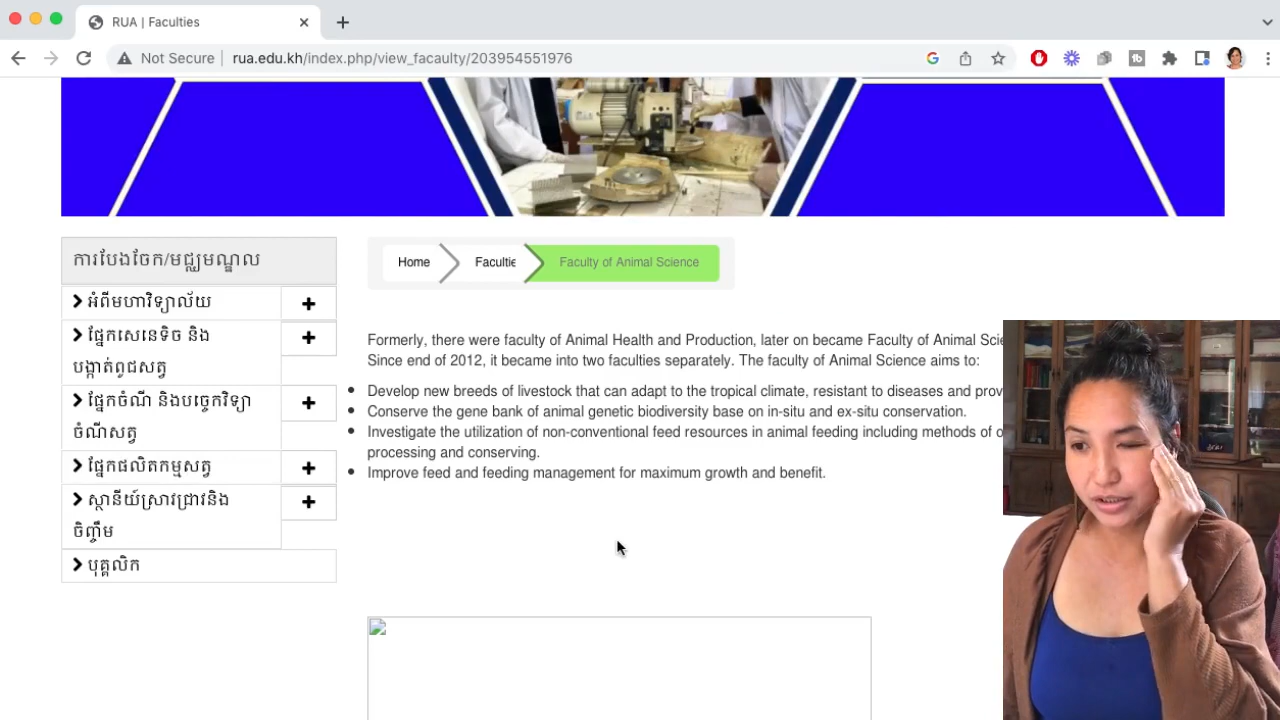 RUA | Faculties
Not Secure
rua.edu.kh/index.php/view_facaulty/203954551976
ការបែងចែក/មជ្ឈមណ្ឌល
អំពីមហាវិទ្យាល័យ
ផ្នែកសេនេទិច និង
បង្កាត់ពូជសត្វ
ផ្នែកចំណី និងបច្ចេកវិទ្យា
ចំណីសត្វ
ផ្នែកផលិតកម្មសត្វ
ស្ថានីយ៍ស្រាវជ្រាវនិង
ចិញ្ចឹម
បុគ្គលិក
Home
Facultie
Faculty of Animal Science
Formerly, there were faculty of Animal Health and Production, later on became Faculty of Animal Scie
Since end of 2012, it became into two faculties separately. The faculty of Animal Science aims to:
Develop new breeds of livestock that can adapt to the tropical climate, resistant to diseases and prov
Conserve the gene bank of animal genetic biodiversity base on in-situ and ex-situ conservation.
Investigate the utilization of non-conventional feed resources in animal feeding including methods of o
processing and conserving.
Improve feed and feeding management for maximum growth and benefit.